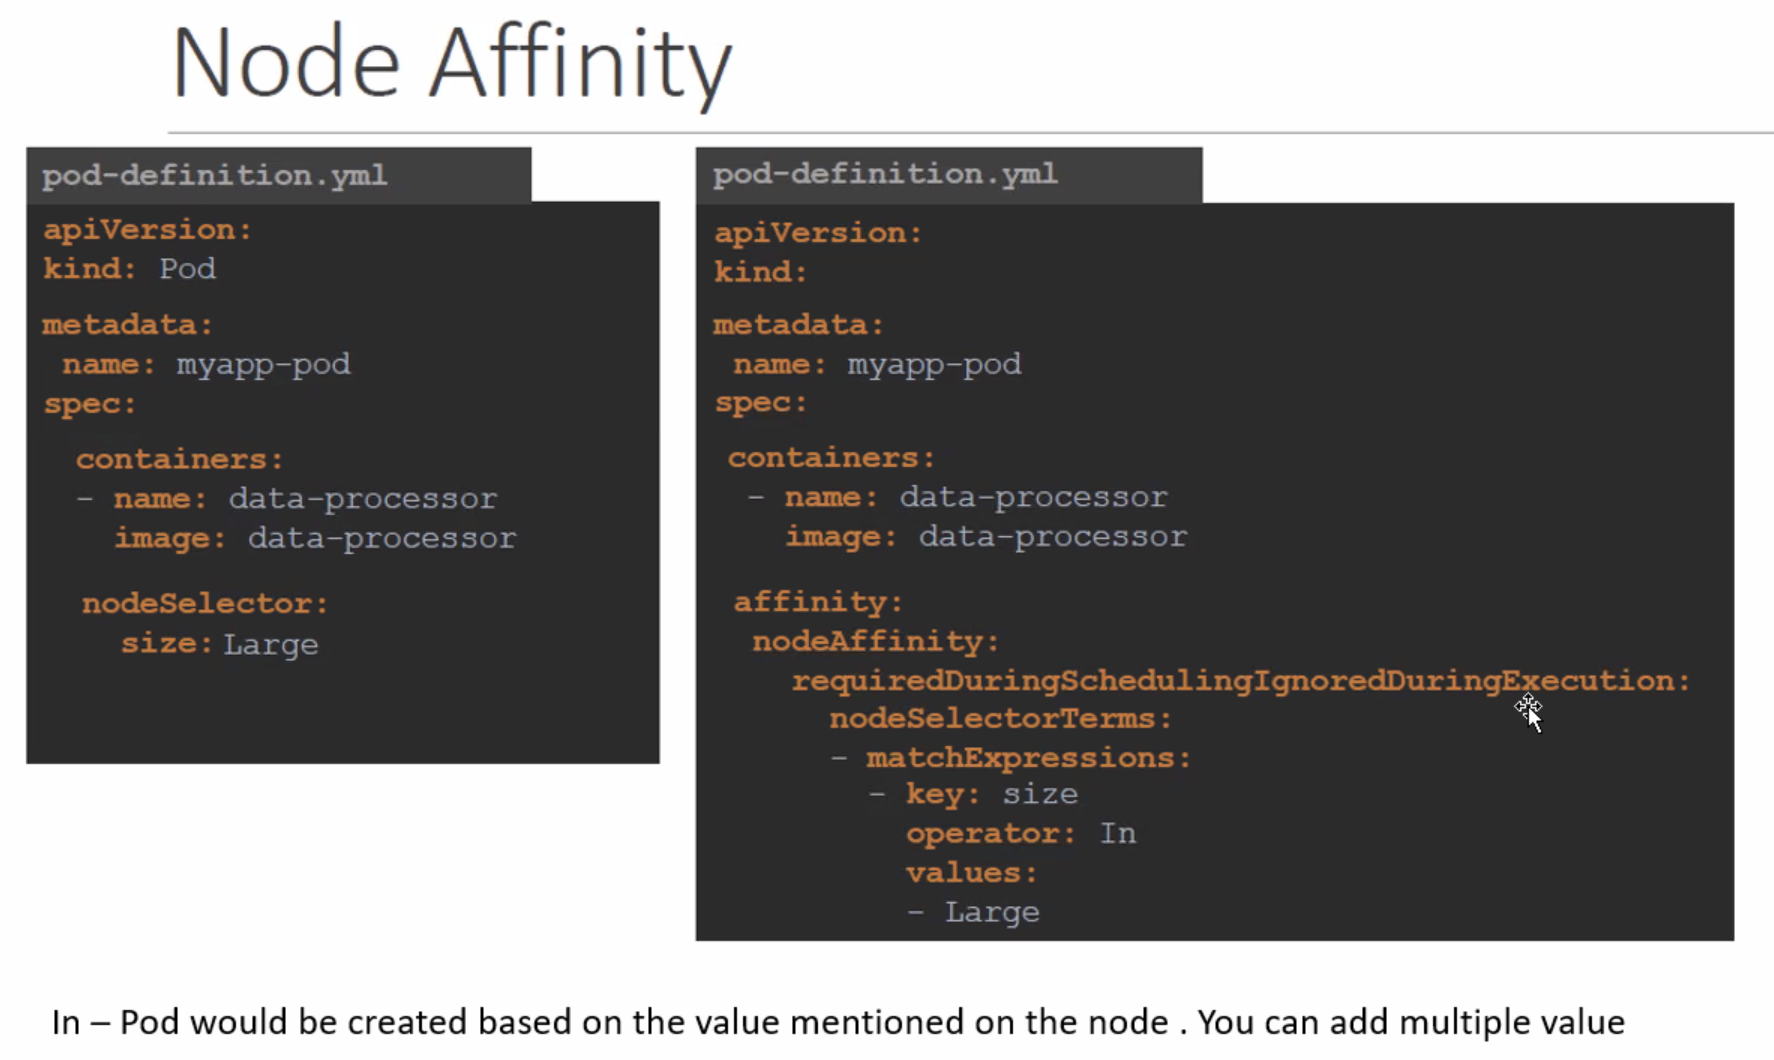 Node Affinity
pod-definition.yml
apiVersion:
kind: Pod
metadata:
name: myapp-pod
spec:
containers:
- name: data-processor
image: data-processor
nodeSelector:
size: Large
pod-definition.yml
apiVersion:
kind:
metadata:
name: myapp-pod
spec:
containers:
- name: data-processor
image: data-processor
affinity:
nodeAffinity:
requiredDuringSchedulingIgnoredDuringExecution:
nodeSelectorTerms:
- matchExpressions:
- key: size
operator: In
values:
- Large
In – Pod would be created based on the value mentioned on the node . You can add multiple value